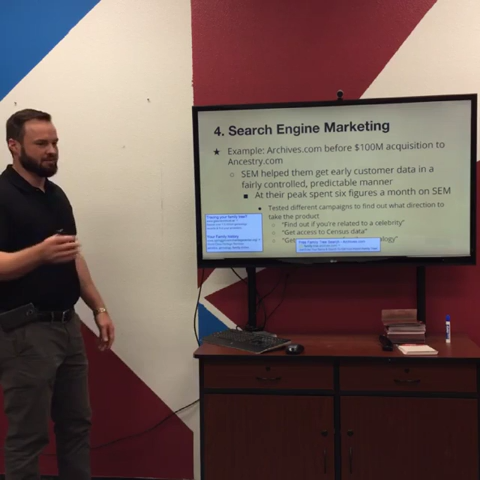 4. Search Engine Marketing
★ Example: Archives.com before $100M acquisition to
Ancestry.com
○ SEM helped them get early customer data in a
fairly controlled, predictable manner
■ At their peak spent six figures a month on SEM
• Tested different campaigns to find out what direction to
take the product
○ "Find out if you're related to a celebrity"
○ "Get access to Census data"